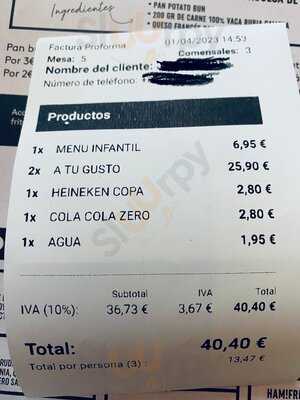 Ingredientes
• PAN POTATO BUN
• 200 GR DE CARNE 100% VACA RUBIA
• QUESO
Factura Proforma 01/04/2023 14:53
Mesa: 5 Comensales: 3
Nombre del cliente:
Número de teléfono:
Productos
1x MENU INFANTIL 6,95 €
2x A TU GUSTO 25,90 €
1x HEINEKEN COPA 2,80 €
1x COLA COLA ZERO 2,80 €
1x AGUA 1,95 €
Subtotal IVA Total
IVA (10%): 36,73 € 3,67 € 40,40 €
Total: 40,40 €
Total por persona (3) : 13,47 €